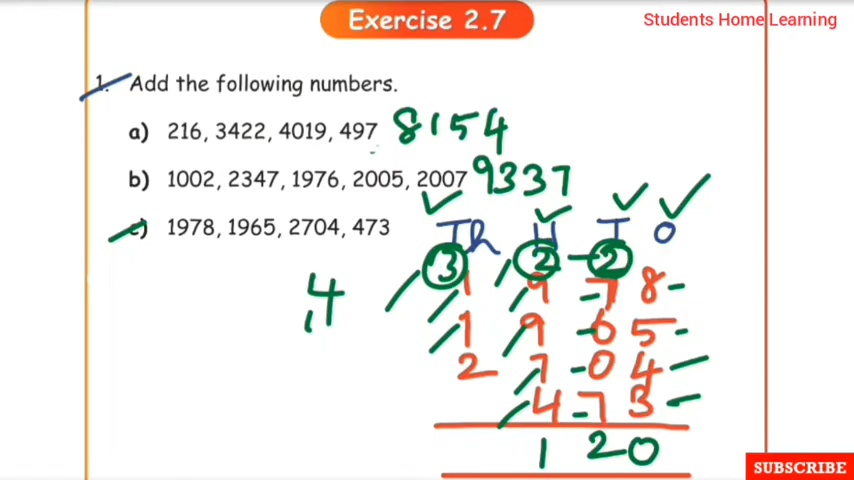 Exercise 2.7
Students Home Learning
1. Add the following numbers.
a) 216, 3422, 4019, 497 8154
b) 1002, 2347, 1976, 2005, 2007 9337
c) 1978, 1965, 2704, 473
Th H T O
3 2 2
1 9 7 8
1 9 6 5
2 7 0 4
4 7 3
1 2 0
14
SUBSCRIBE